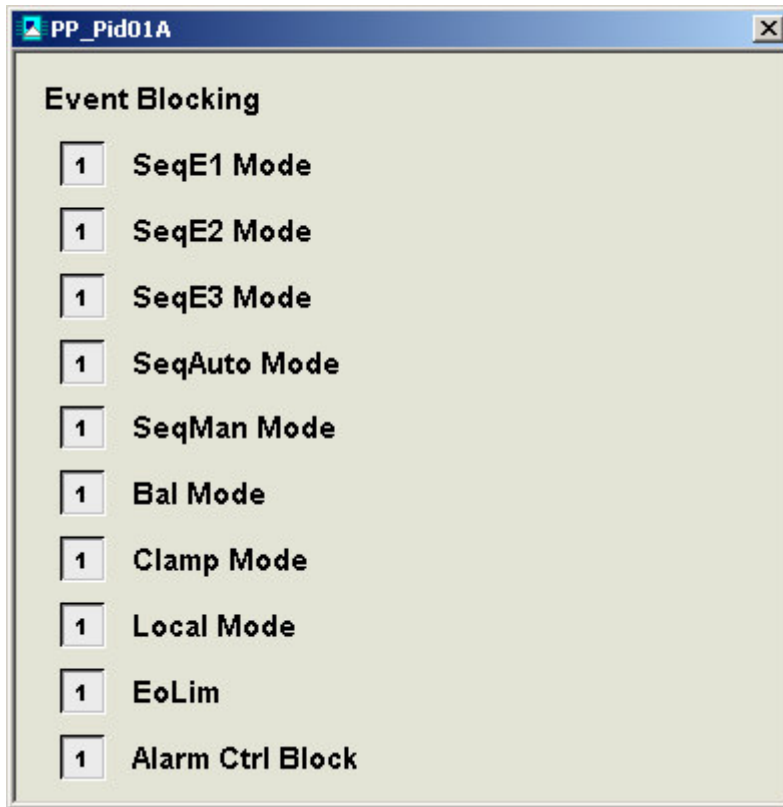 PP_Pid01A
Event Blocking
1 SeqE1 Mode
1 SeqE2 Mode
1 SeqE3 Mode
1 SeqAuto Mode
1 SeqMan Mode
1 Bal Mode
1 Clamp Mode
1 Local Mode
1 EoLim
1 Alarm Ctrl Block